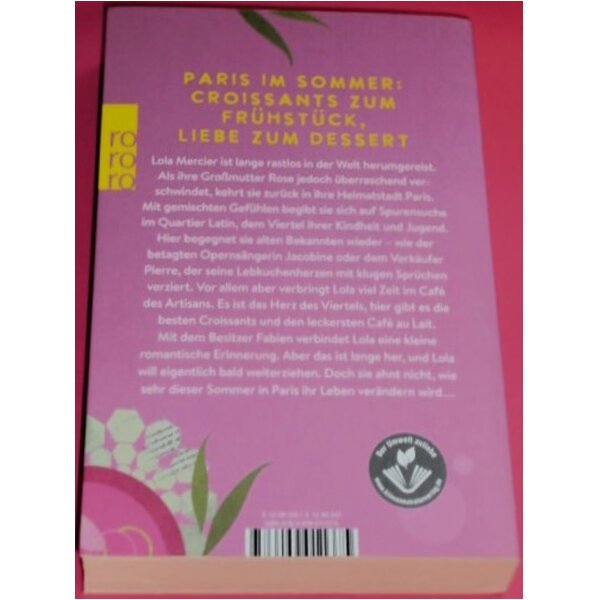 PARIS IM SOMMER:
CROISSANTS ZUM
FRÜHSTÜCK,
LIEBE ZUM DESSERT
ro
ro
ro
Lola Mercier ist lange rastlos in der Welt herumgereist.
Als ihre Großmutter Rose jedoch überraschend ver-
schwindet, kehrt sie zurück in ihre Heimatstadt Paris.
Mit gemischten Gefühlen begibt sie sich auf Spurensuche
im Quartier Latin, dem Viertel ihrer Kindheit und Jugend.
Hier begegnet sie alten Bekannten wieder – wie der
betagten Opernsängerin Jacobine oder dem Verkäufer
Pierre, der seine Lebkuchenherzen mit klugen Sprüchen
verziert. Vor allem aber verbringt Lola viel Zeit im Café
des Artisans. Es ist das Herz des Viertels, hier gibt es die
besten Croissants und den leckersten Café au Lait.
Mit dem Besitzer Fabien verbindet Lola eine kleine
romantische Erinnerung. Aber das ist lange her, und Lola
will eigentlich bald weiterziehen. Doch sie ahnt nicht, wie
sehr dieser Sommer in Paris ihr Leben verändern wird ...
Der Umwelt zuliebe